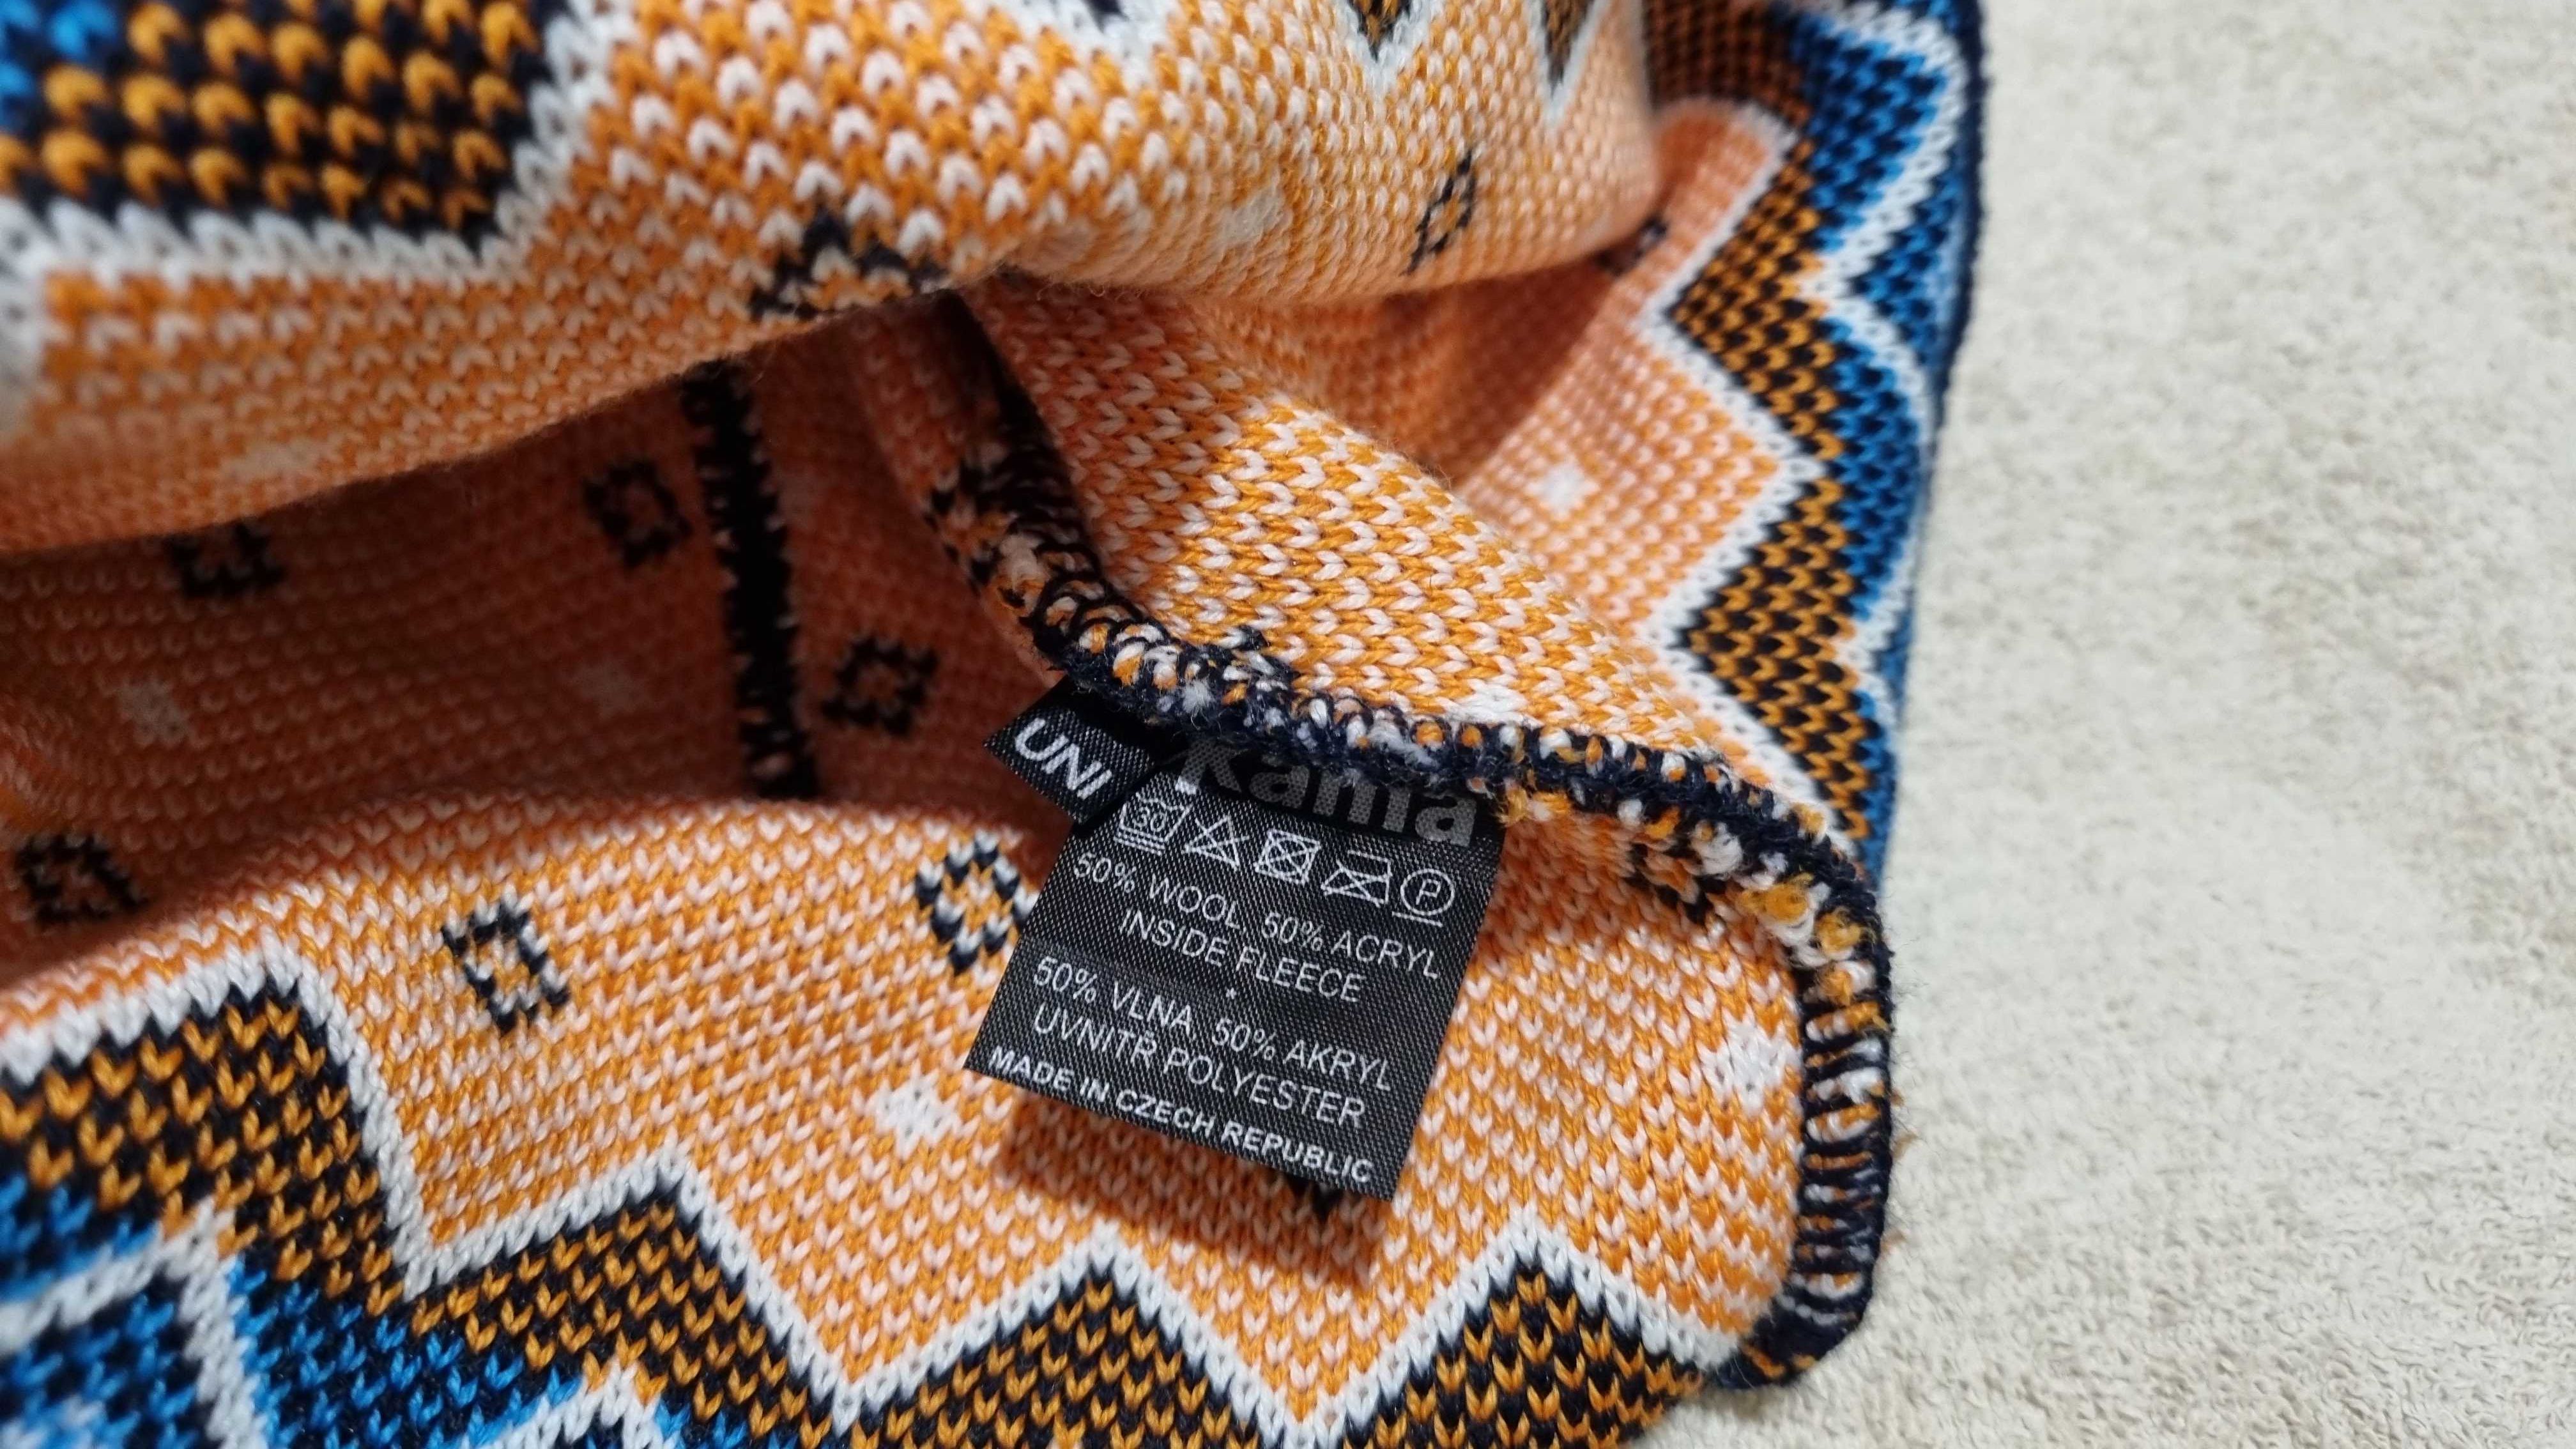 UNI
kama
30
P
50% WOOL 50% ACRYL
INSIDE FLEECE
50% VLNA 50% AKRYL
UVNITR POLYESTER
MADE IN CZECH REPUBLIC